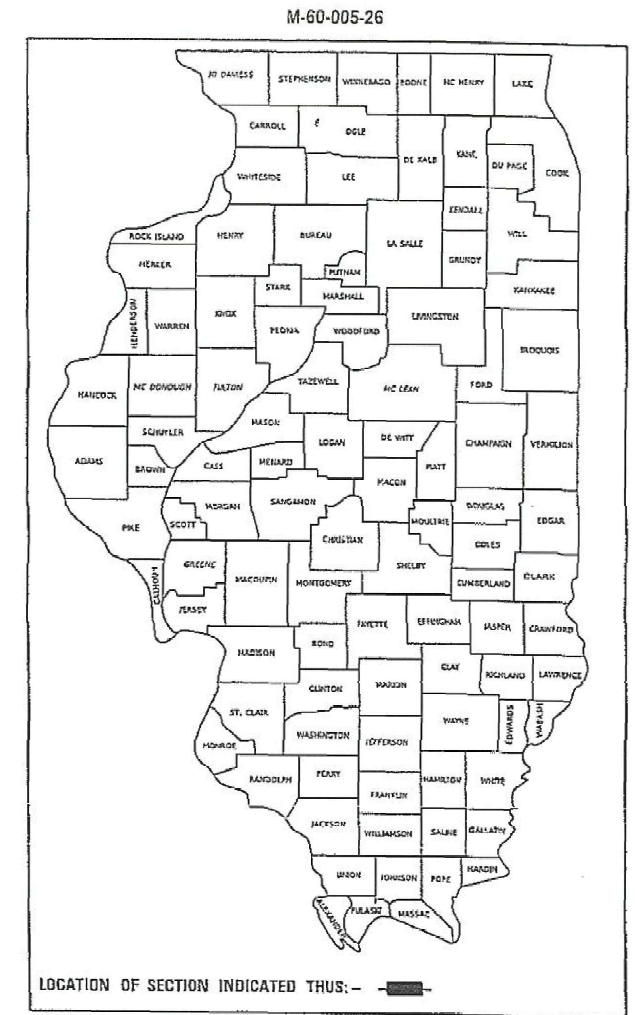 M-60-005-26
JO DAVIESS STEPHENSON WINNEBAGO BOONE MC HENRY LAKE
CARROLL OGLE DE KALB KANE DU PAGE COOK
WHITESIDE LEE
KENDALL WILL
ROCK ISLAND HENRY BUREAU LA SALLE GRUNDY
MERCER PUTNAM KANKAKEE
STARK MARSHALL
HENDERSON WARREN KNOX PEORIA WOODFORD LIVINGSTON IROQUOIS
HANCOCK MC DONOUGH FULTON TAZEWELL MC LEAN FORD
MASON
SCHUYLER LOGAN DE WITT CHAMPAIGN VERMILION
ADAMS BROWN CASS MENARD PIATT
MACON
PIKE SCOTT MORGAN SANGAMON MOULTRIE DOUGLAS EDGAR
CHRISTIAN COLES
CALHOUN GREENE MACOUPIN MONTGOMERY SHELBY CUMBERLAND CLARK
JERSEY FAYETTE EFFINGHAM JASPER CRAWFORD
MADISON BOND
CLINTON MARION CLAY RICHLAND LAWRENCE
ST. CLAIR WAYNE EDWARDS WABASH
MONROE WASHINGTON JEFFERSON
RANDOLPH PERRY HAMILTON WHITE
FRANKLIN
JACKSON WILLIAMSON SALINE GALLATIN
UNION JOHNSON POPE HARDIN
ALEXANDER PULASKI MASSAC
LOCATION OF SECTION INDICATED THUS:-